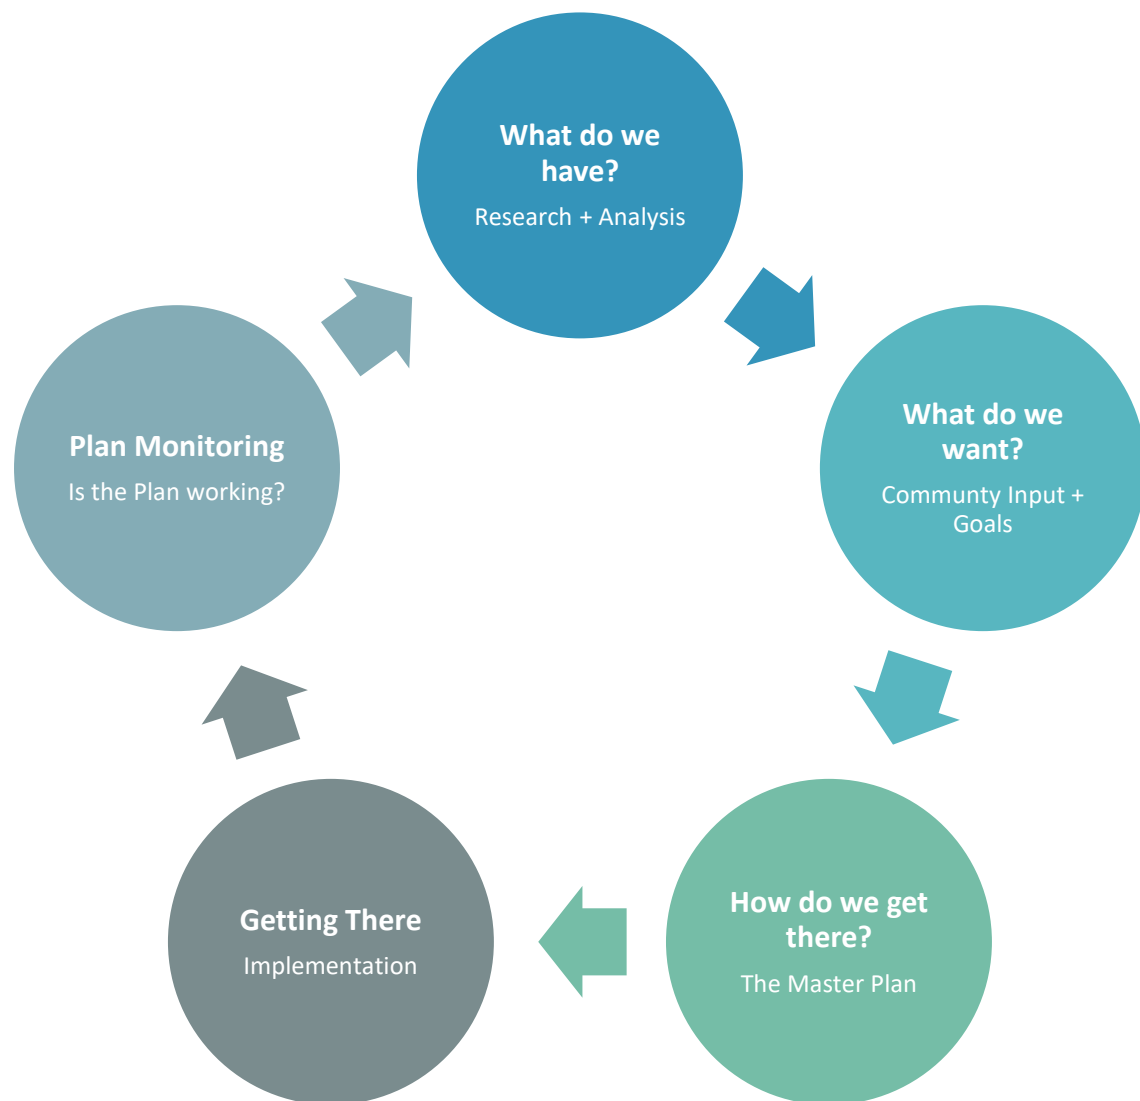 What do we
have?
Research + Analysis
What do we
want?
Communty Input +
Goals
How do we get
there?
The Master Plan
Getting There
Implementation
Plan Monitoring
Is the Plan working?